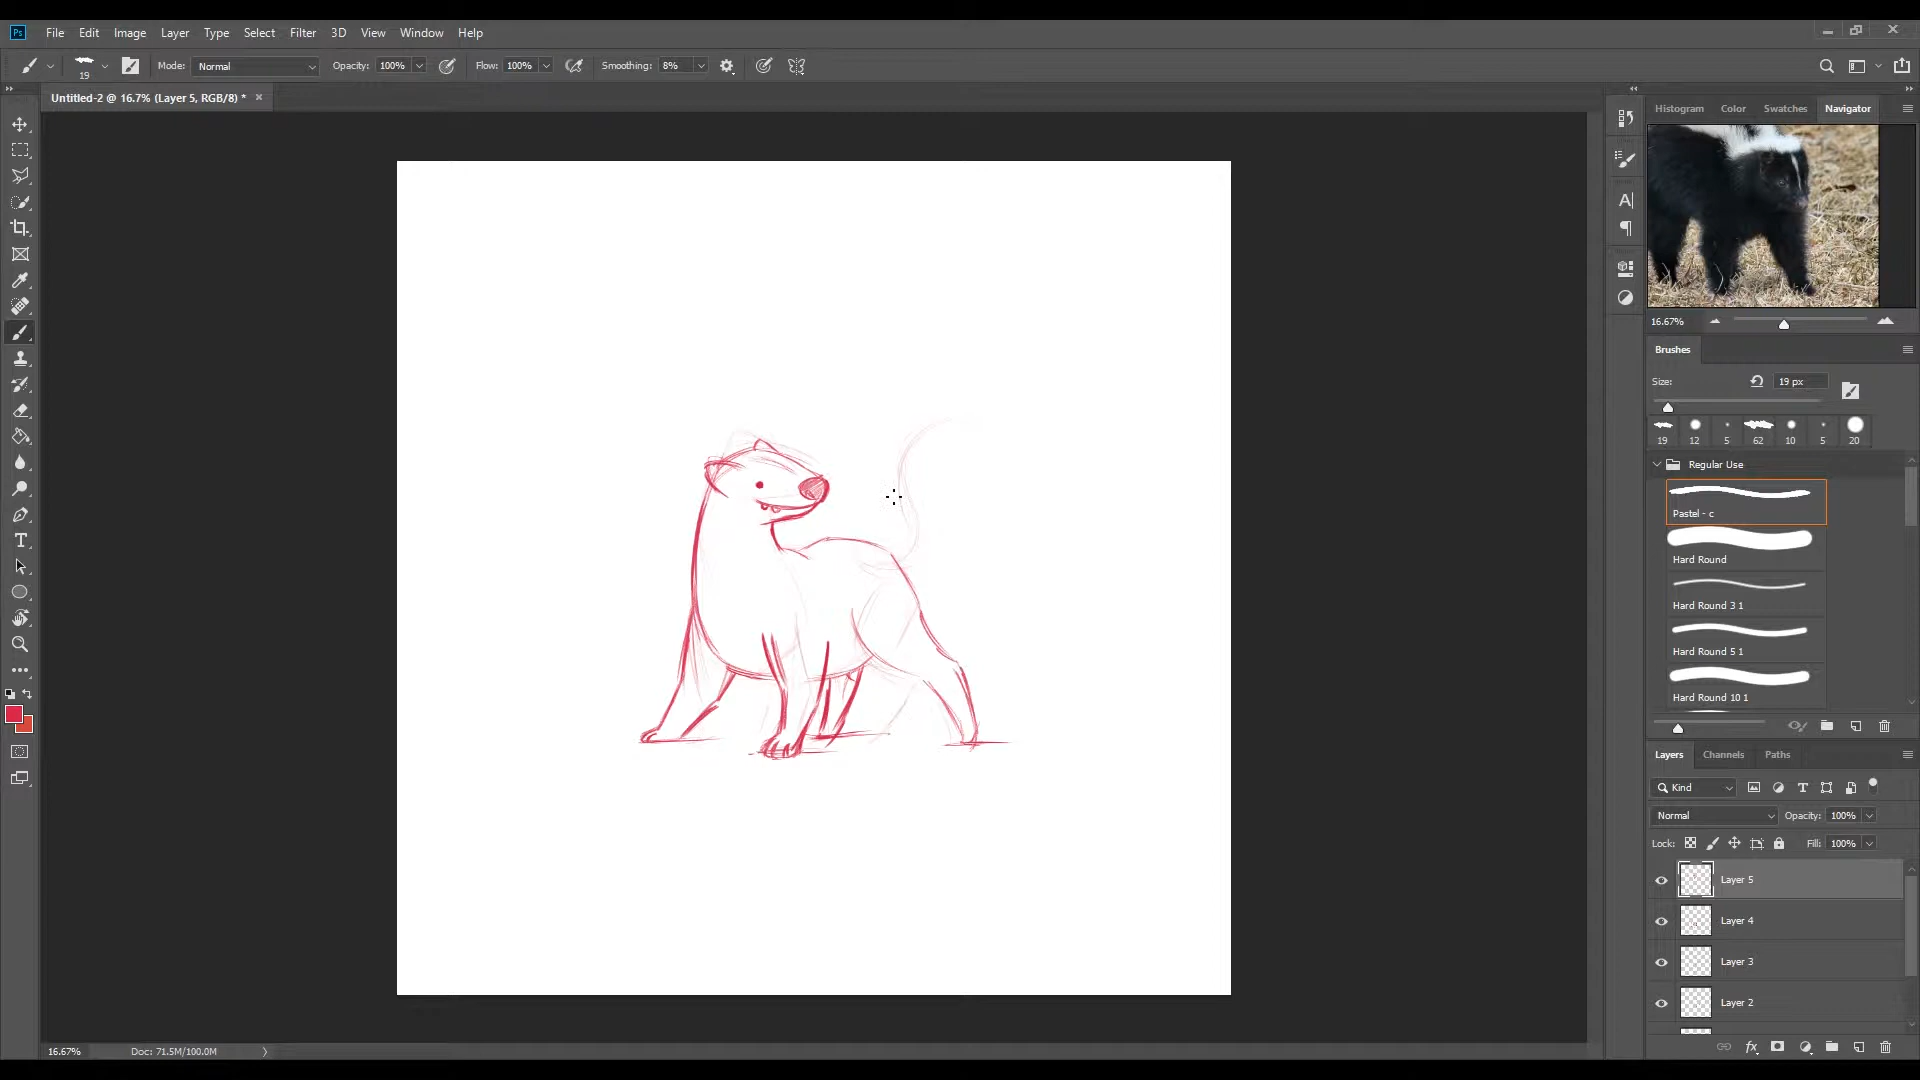 Ps File Edit Image Layer Type Select Filter 3D View Window Help
19 Mode: Normal Opacity: 100% Flow: 100% Smoothing: 8%
Untitled-2 @ 16.7% (Layer 5, RGB/8) *
Histogram Color Swatches Navigator
16.67%
Brushes
Size: 19 px
19 12 5 62 10 5 20
Regular Use
Pastel - c
Hard Round
Hard Round 3 1
Hard Round 5 1
Hard Round 10 1
Layers Channels Paths
Kind
Normal Opacity: 100%
Lock: Fill: 100%
Layer 5
Layer 4
Layer 3
Layer 2
16.67% Doc: 71.5M/100.0M